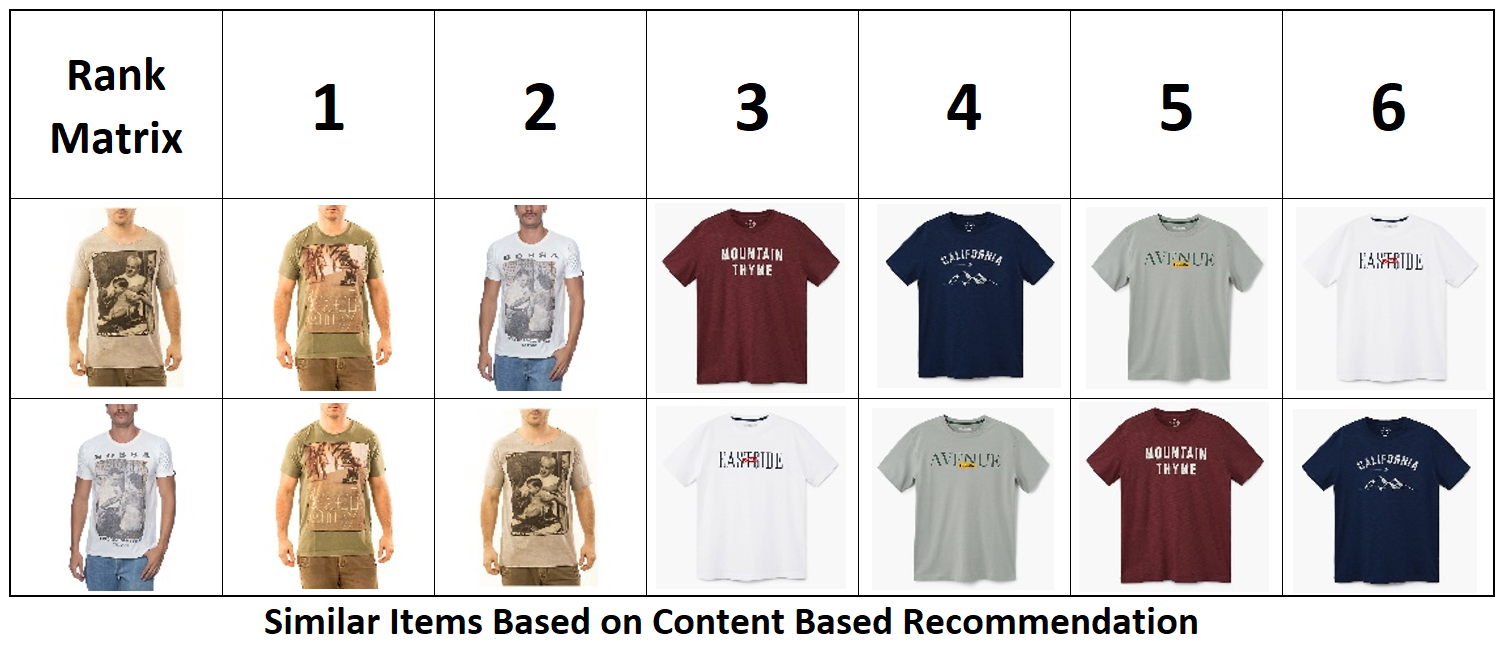 Rank
Matrix
1
2
3
4
5
6
MOUNTAIN
THYME
CALIFORNIA
AVENUE
EASTSIDE
EASTSIDE
AVENUE
MOUNTAIN
THYME
CALIFORNIA
Similar Items Based on Content Based Recommendation